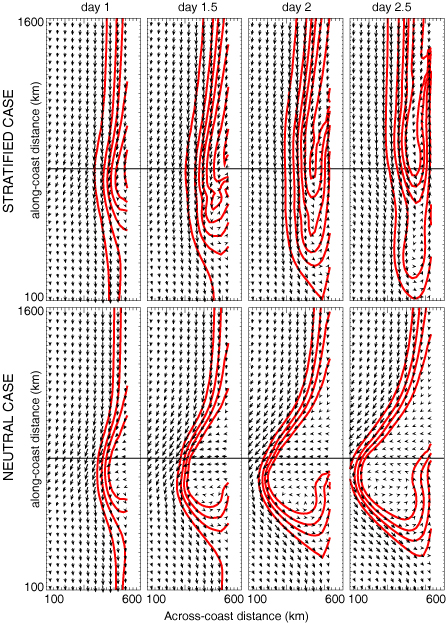 day 1 day 1.5 day 2 day 2.5
1600
STRATIFIED CASE
along-coast distance (km)
100
1600
NEUTRAL CASE
along-coast distance (km)
100
100 600 100 600 100 600 100 600
Across-coast distance (km)